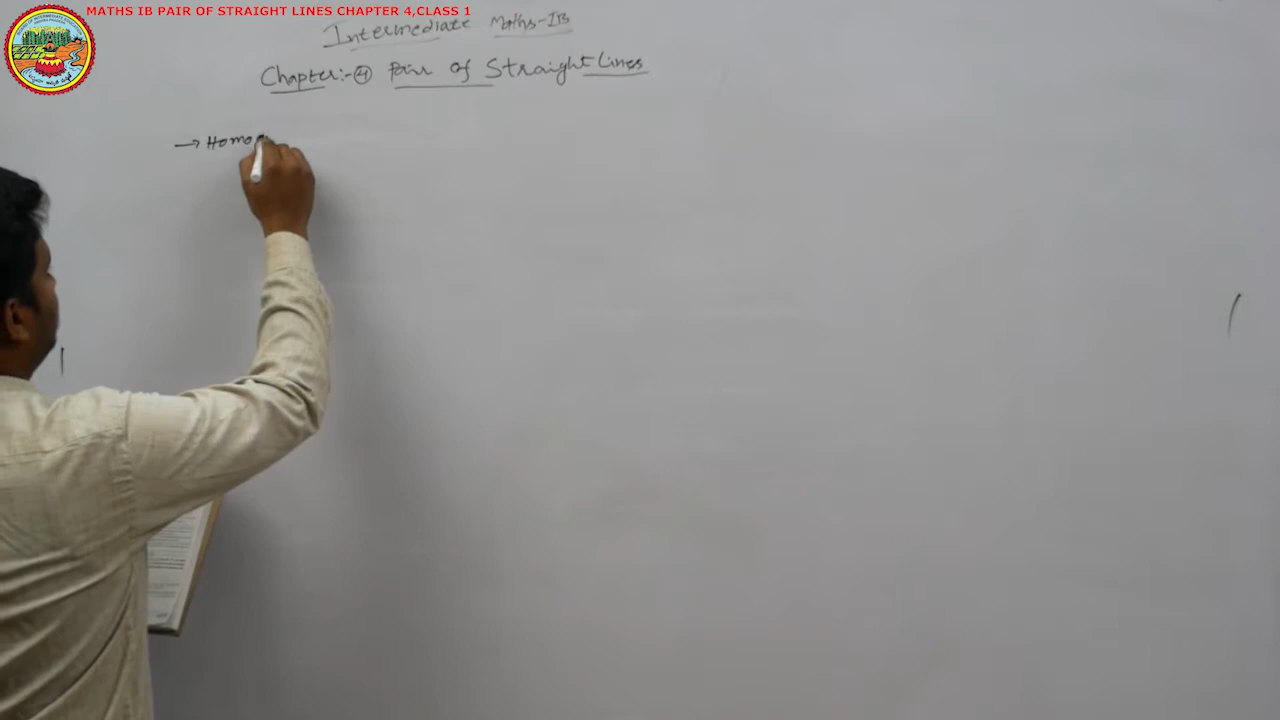 MATHS IB PAIR OF STRAIGHT LINES CHAPTER 4,CLASS 1
Intermediate Maths-IB
Chapter:-④ Pair of Straight Lines
→ Homo